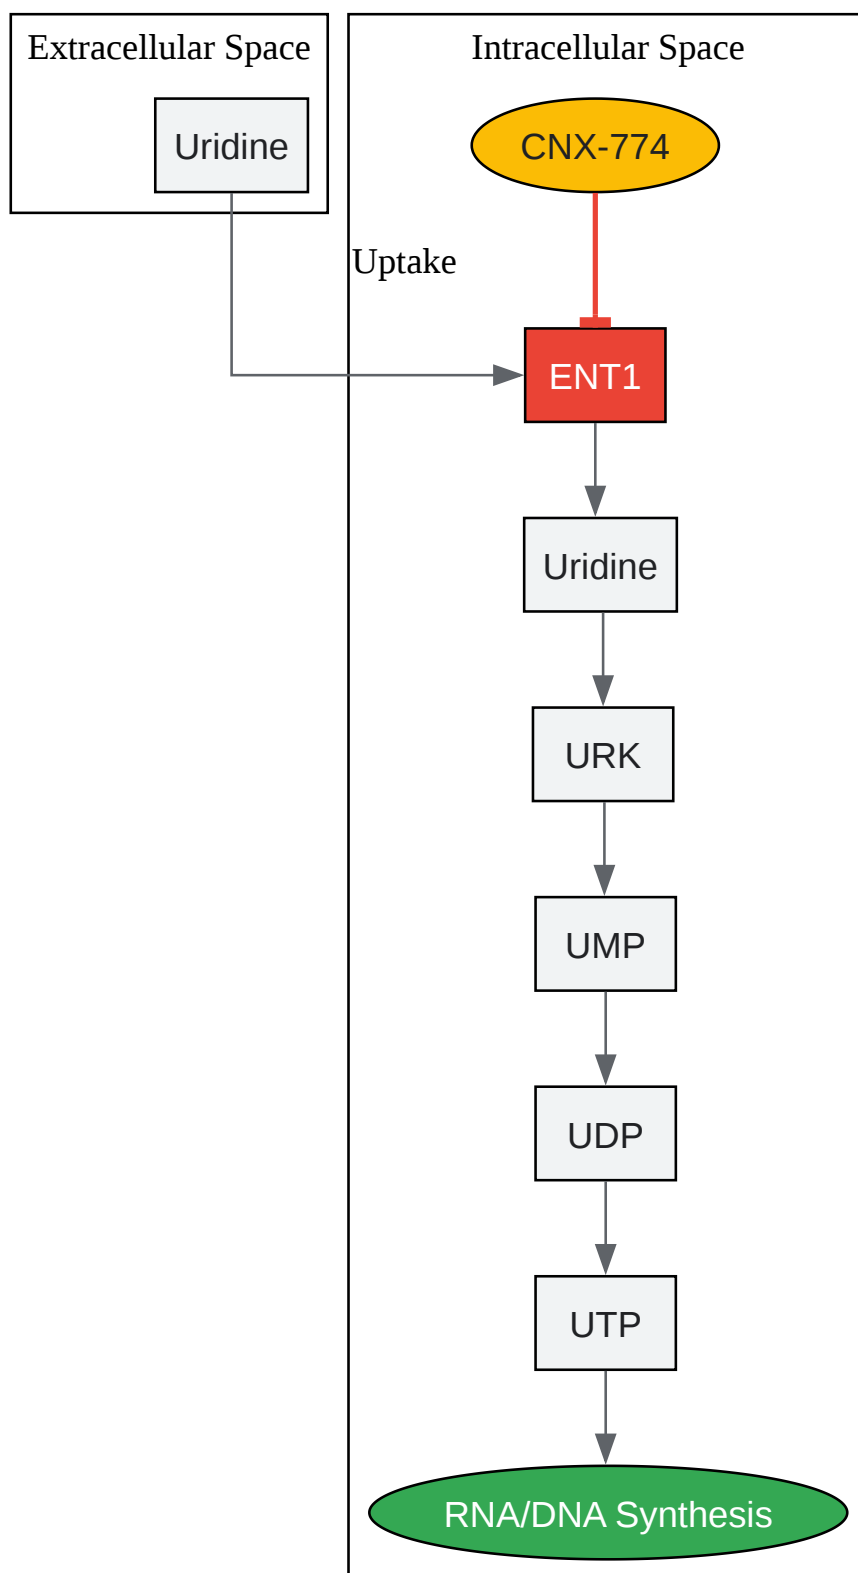 Extracellular Space
Intracellular Space
Uridine
CNX-774
Uptake
ENT1
Uridine
URK
UMP
UDP
UTP
RNA/DNA Synthesis